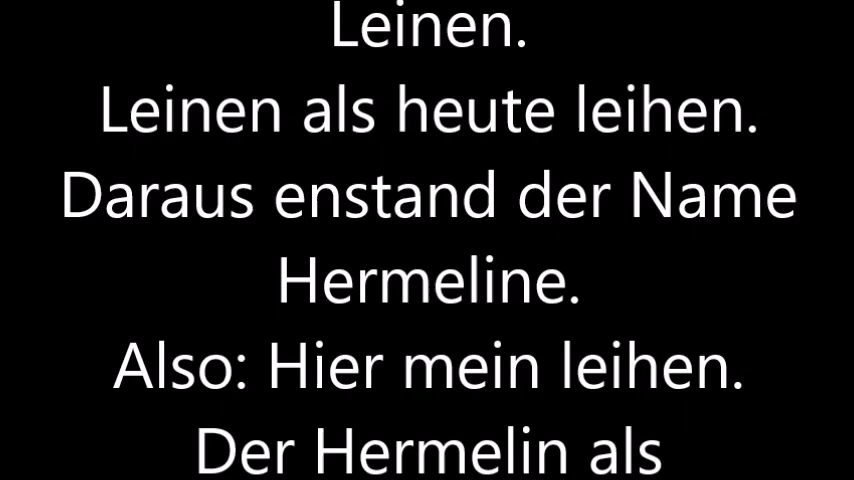 Leinen.
Leinen als heute leihen.
Daraus enstand der Name
Hermeline.
Also: Hier mein leihen.
Der Hermelin als